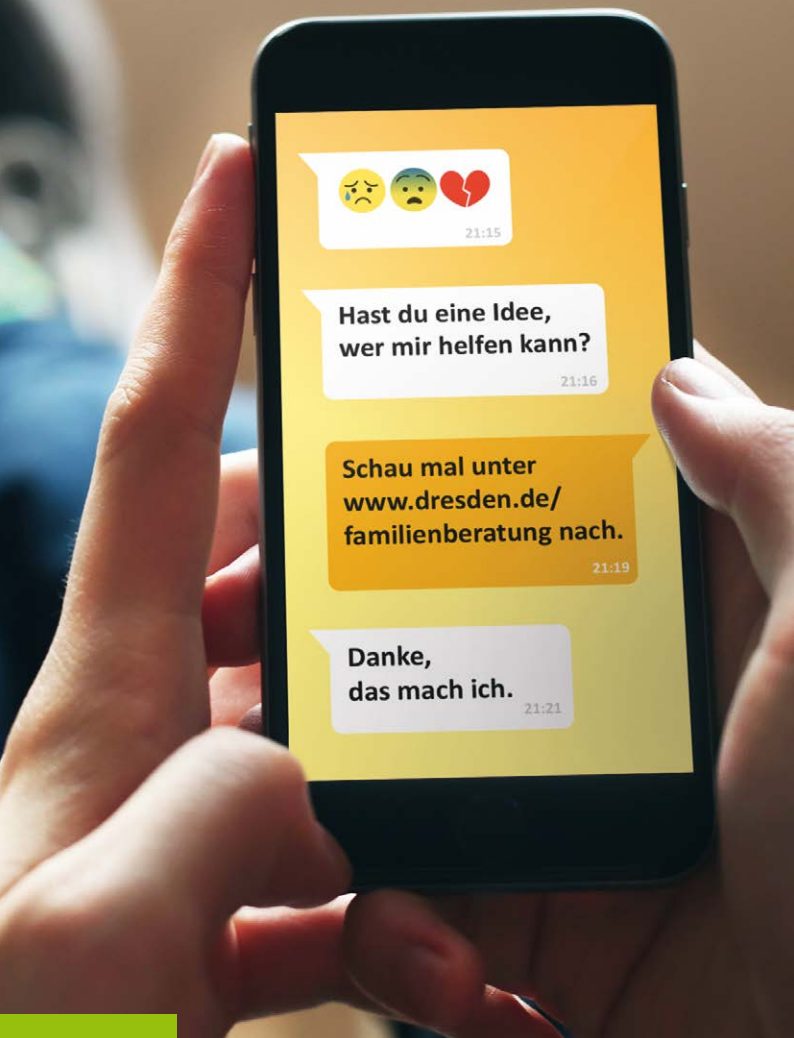 😥😨💔
21:15
Hast du eine Idee,
wer mir helfen kann?
21:16
Schau mal unter
www.dresden.de/
familienberatung nach.
21:19
Danke,
das mach ich.
21:21